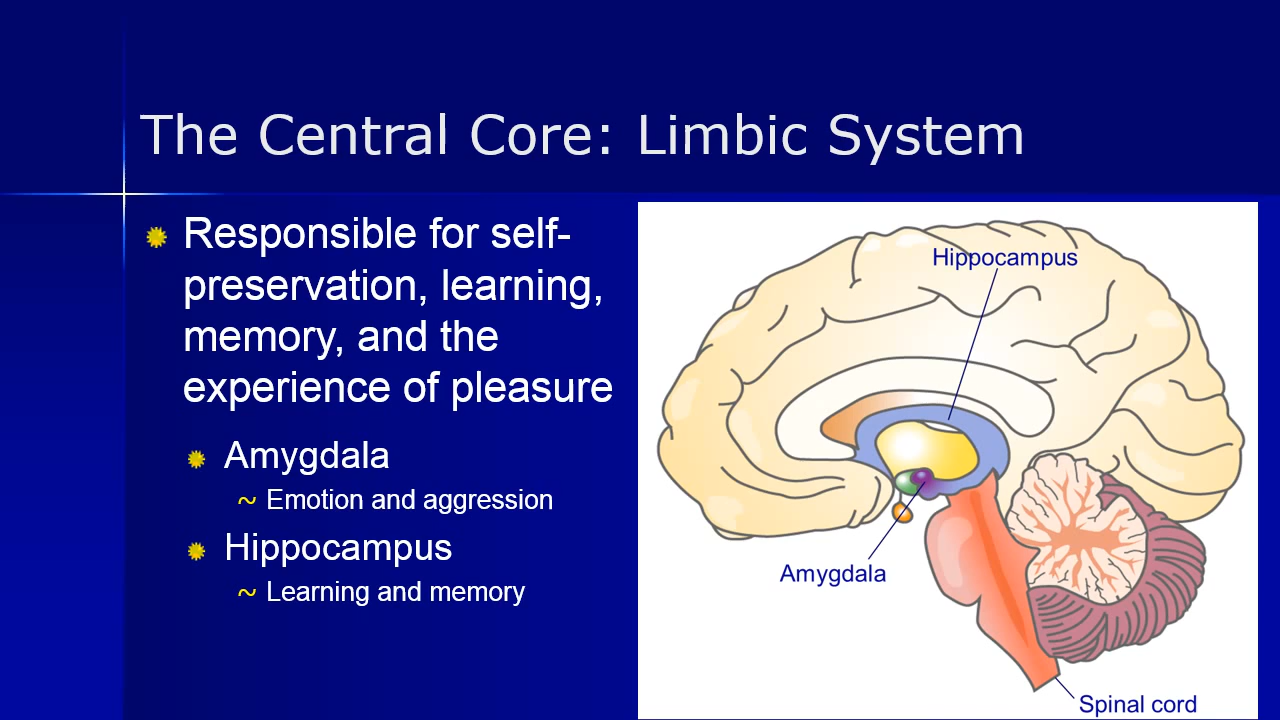 The Central Core: Limbic System
Responsible for self-
preservation, learning,
memory, and the
experience of pleasure
Amygdala
~ Emotion and aggression
Hippocampus
~ Learning and memory
Hippocampus
Amygdala
Spinal cord